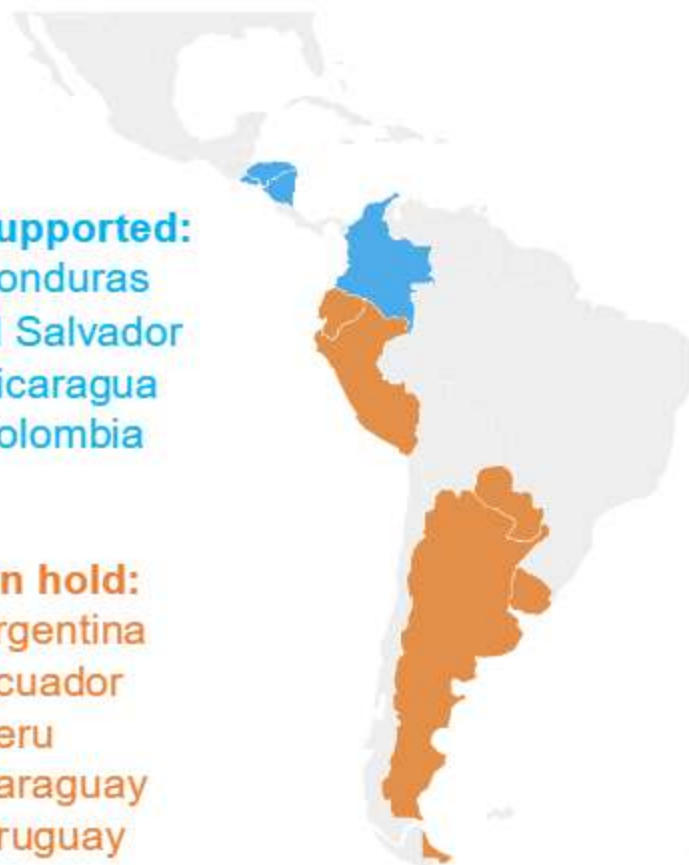 upported:
onduras
l Salvador
icaragua
olombia
n hold:
rgentina
cuador
eru
araguay
ruguay